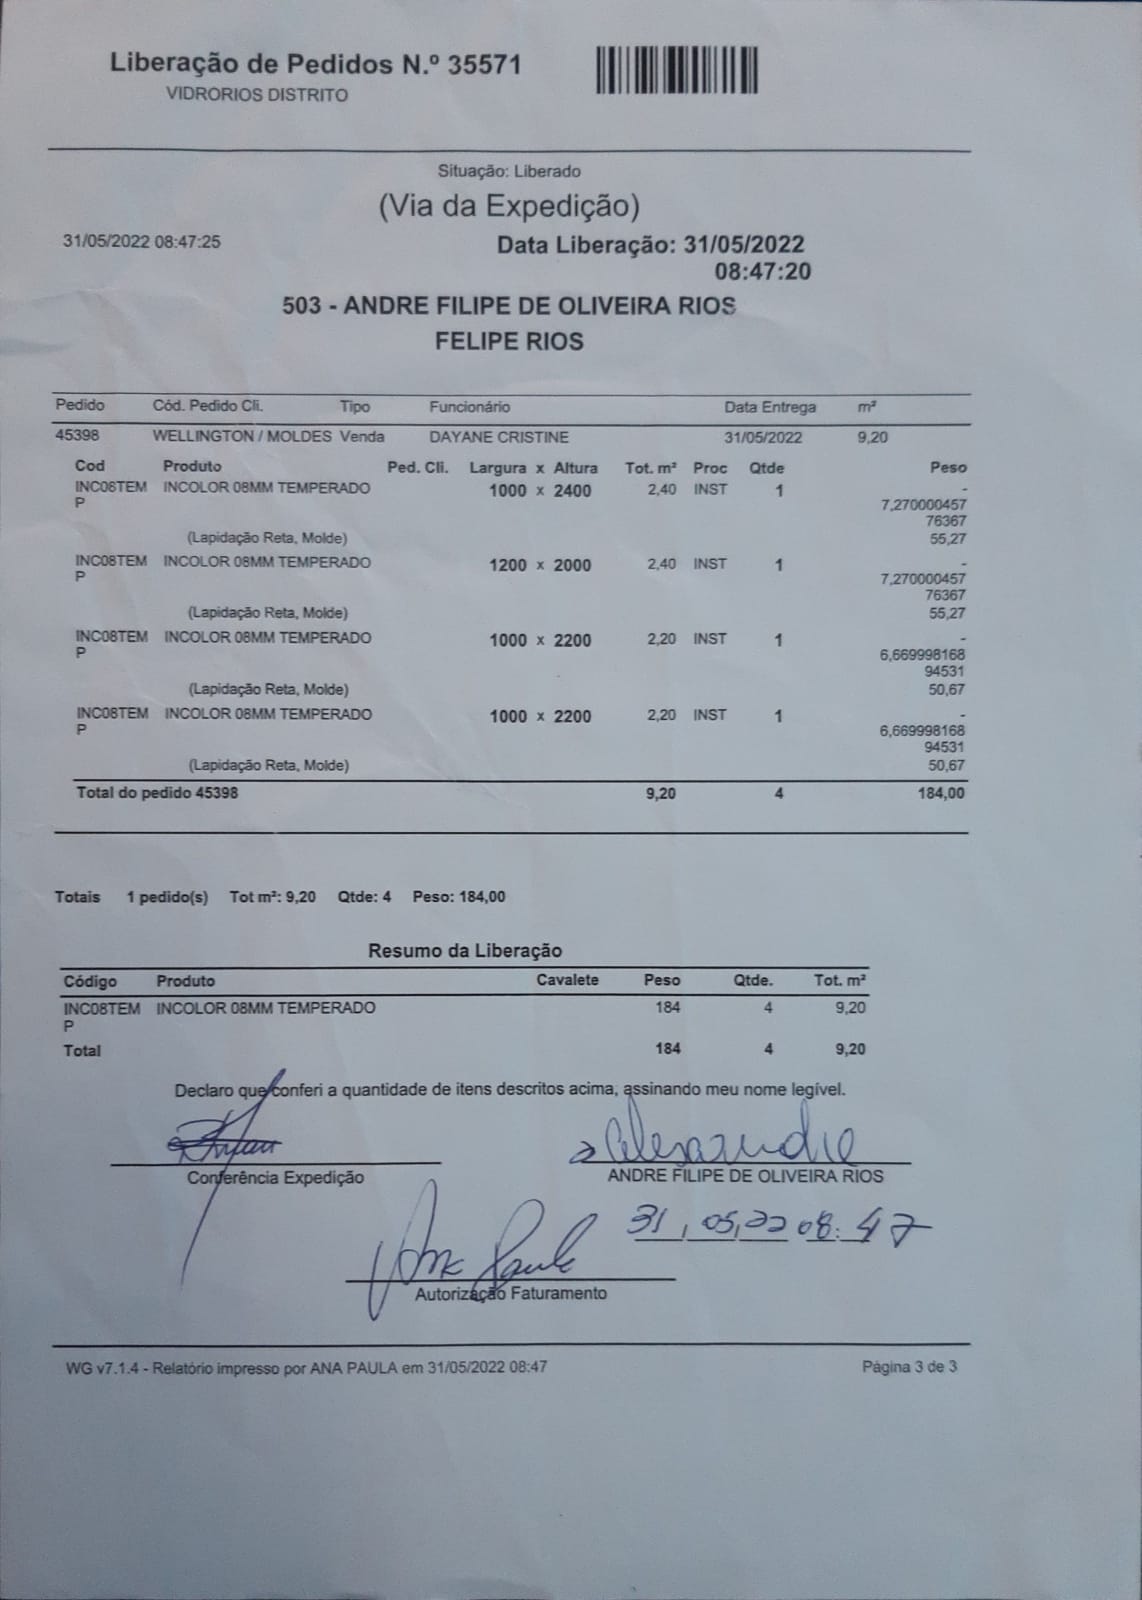 Liberação de Pedidos N.º 35571
VIDRORIOS DISTRITO
Situação: Liberado
(Via da Expedição)
31/05/2022 08:47:25 Data Liberação: 31/05/2022
08:47:20
503 - ANDRE FILIPE DE OLIVEIRA RIOS
FELIPE RIOS
Pedido Cód. Pedido Cli. Tipo Funcionário Data Entrega m²
45398 WELLINGTON / MOLDES Venda DAYANE CRISTINE 31/05/2022 9,20
Cod Produto Ped. Cli. Largura x Altura Tot. m² Proc Qtde Peso
INC08TEM INCOLOR 08MM TEMPERADO 1000 x 2400 2,40 INST 1 -
P 7,270000457
76367
(Lapidação Reta, Molde) 55,27
INC08TEM INCOLOR 08MM TEMPERADO 1200 x 2000 2,40 INST 1 -
P 7,270000457
76367
(Lapidação Reta, Molde) 55,27
INC08TEM INCOLOR 08MM TEMPERADO 1000 x 2200 2,20 INST 1 -
P 6,669998168
94531
(Lapidação Reta, Molde) 50,67
INC08TEM INCOLOR 08MM TEMPERADO 1000 x 2200 2,20 INST 1 -
P 6,669998168
94531
(Lapidação Reta, Molde) 50,67
Total do pedido 45398 9,20 4 184,00
Totais 1 pedido(s) Tot m²: 9,20 Qtde: 4 Peso: 184,00
Resumo da Liberação
Código Produto Cavalete Peso Qtde. Tot. m²
INC08TEM INCOLOR 08MM TEMPERADO 184 4 9,20
P
Total 184 4 9,20
Declaro que conferi a quantidade de itens descritos acima, assinando meu nome legível.
Alexandre
Conferência Expedição ANDRE FILIPE DE OLIVEIRA RIOS
31,05,22 08:47
Ana Paula
Autorização Faturamento
WG v7.1.4 - Relatório impresso por ANA PAULA em 31/05/2022 08:47 Página 3 de 3